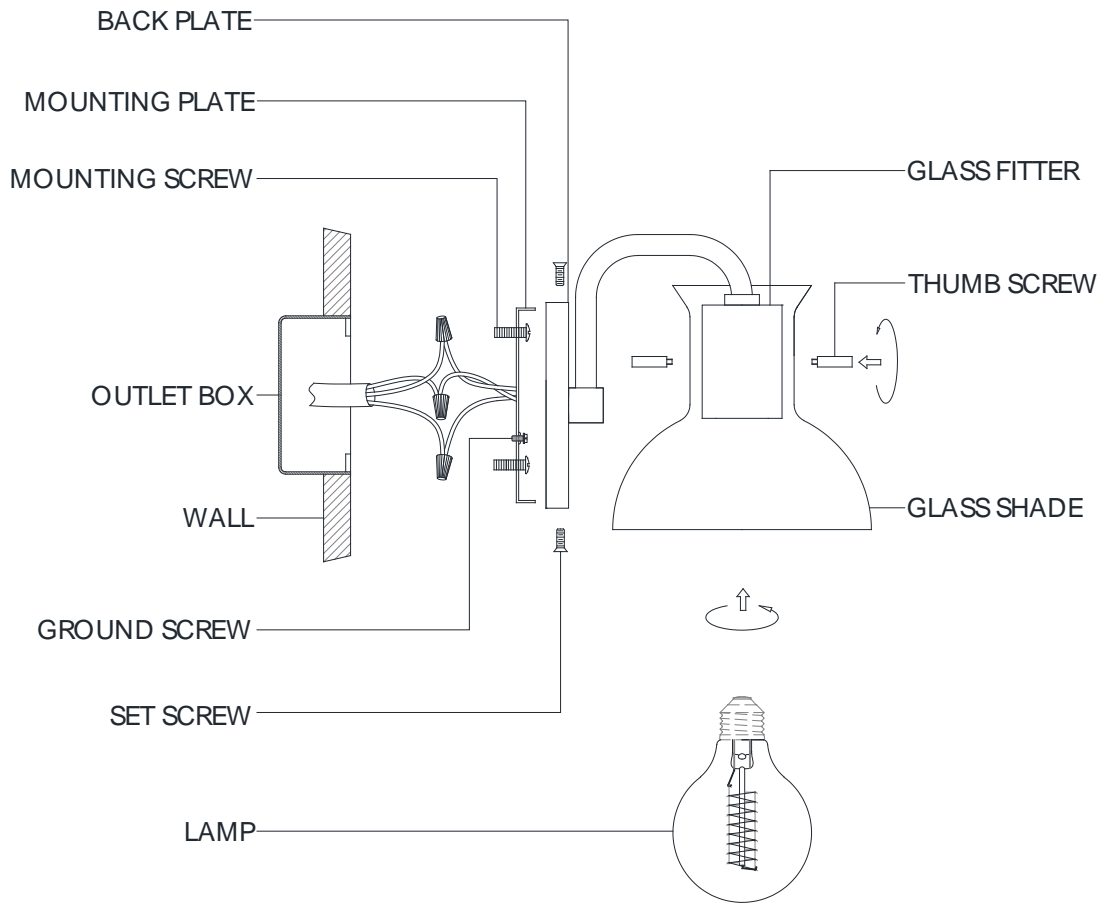 BACK PLATE
MOUNTING PLATE
MOUNTING SCREW
GLASS FITTER
THUMB SCREW
OUTLET BOX
WALL
GLASS SHADE
GROUND SCREW
SET SCREW
LAMP